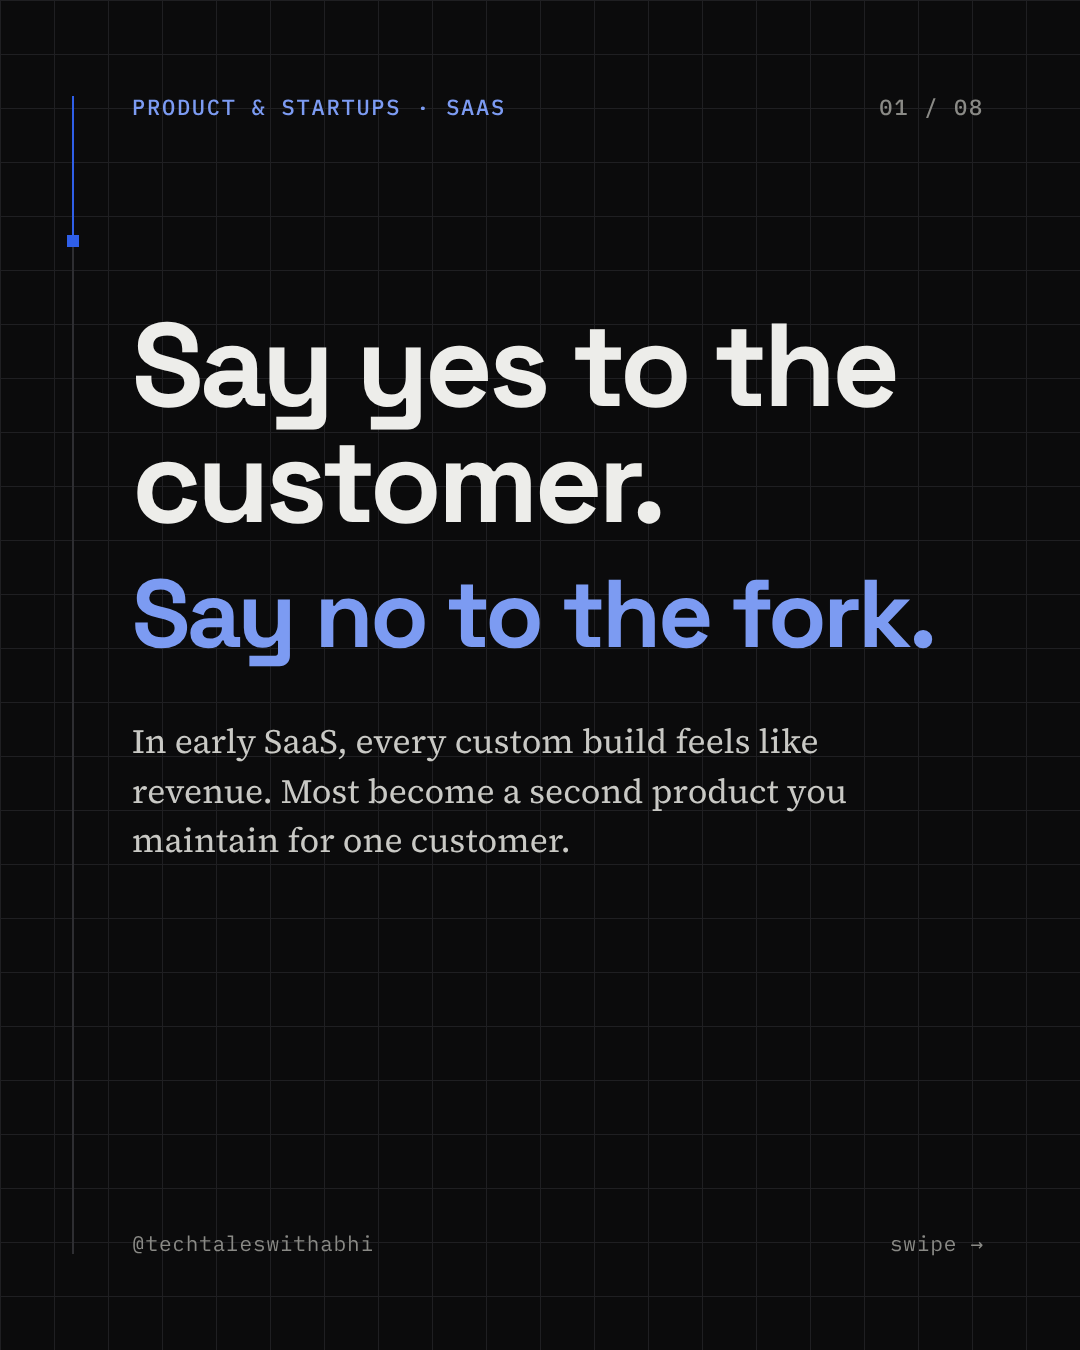 PRODUCT & STARTUPS · SAAS
01 / 08
Say yes to the
customer.
Say no to the fork.
In early SaaS, every custom build feels like
revenue. Most become a second product you
maintain for one customer.
@techtaleswithabhi
swipe →